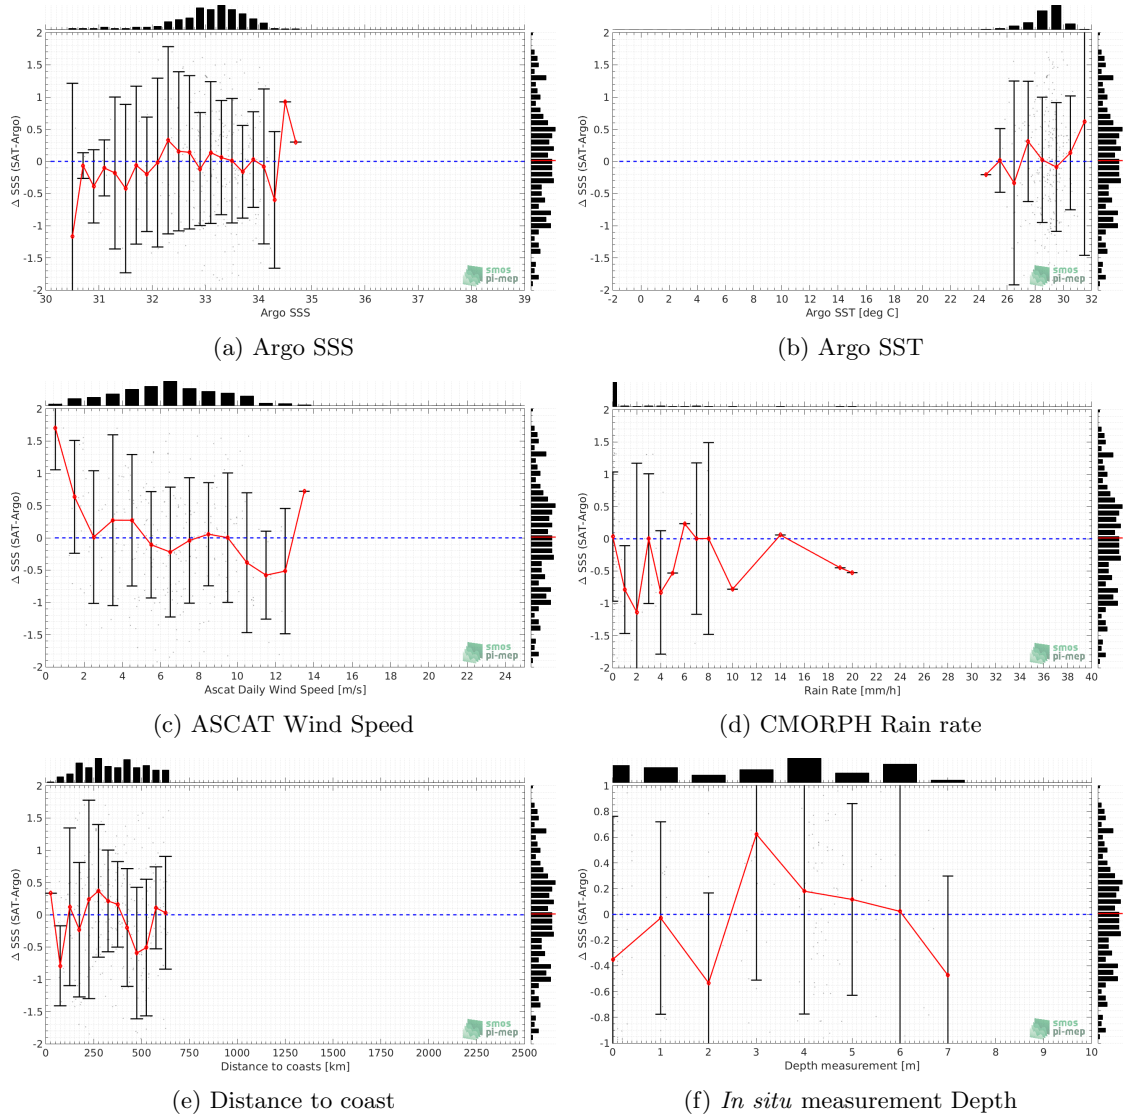 2
1.5
1
0.5
0
-0.5
-1
-1.5
-2
Δ SSS (SAT-Argo)
30 31 32 33 34 35 36 37 38 39
Argo SSS
smos
pi-mep
(a) Argo SSS
2
1.5
1
0.5
0
-0.5
-1
-1.5
-2
Δ SSS (SAT-Argo)
-2 0 2 4 6 8 10 12 14 16 18 20 22 24 26 28 30 32
Argo SST [deg C]
smos
pi-mep
(b) Argo SST
2
1.5
1
0.5
0
-0.5
-1
-1.5
-2
Δ SSS (SAT-Argo)
0 2 4 6 8 10 12 14 16 18 20 22 24
Ascat Daily Wind Speed [m/s]
smos
pi-mep
(c) ASCAT Wind Speed
2
1.5
1
0.5
0
-0.5
-1
-1.5
-2
Δ SSS (SAT-Argo)
0 2 4 6 8 10 12 14 16 18 20 22 24 26 28 30 32 34 36 38 40
Rain Rate [mm/h]
smos
pi-mep
(d) CMORPH Rain rate
2
1.5
1
0.5
0
-0.5
-1
-1.5
-2
Δ SSS (SAT-Argo)
0 250 500 750 1000 1250 1500 1750 2000 2250 2500
Distance to coasts [km]
smos
pi-mep
(e) Distance to coast
1
0.8
0.6
0.4
0.2
0
-0.2
-0.4
-0.6
-0.8
-1
Δ SSS (SAT-Argo)
0 1 2 3 4 5 6 7 8 9 10
Depth measurement [m]
smos
pi-mep
(f) In situ measurement Depth